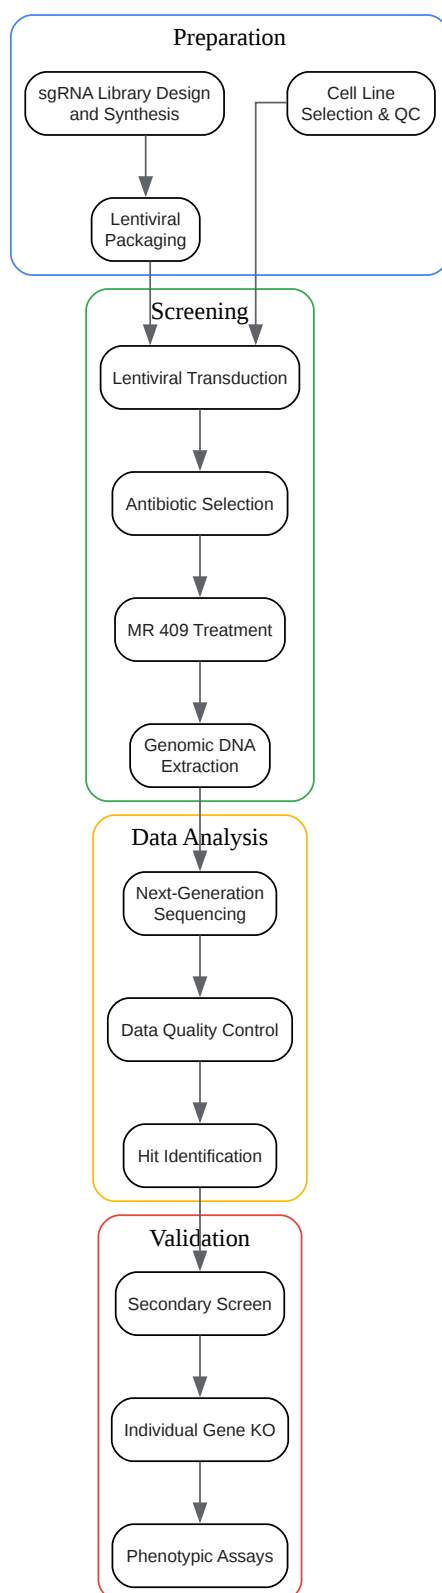 Preparation
sgRNA Library Design
and Synthesis
Cell Line
Selection & QC
Lentiviral
Packaging
Screening
Lentiviral Transduction
Antibiotic Selection
MR 409 Treatment
Genomic DNA
Extraction
Data Analysis
Next-Generation
Sequencing
Data Quality Control
Hit Identification
Validation
Secondary Screen
Individual Gene KO
Phenotypic Assays